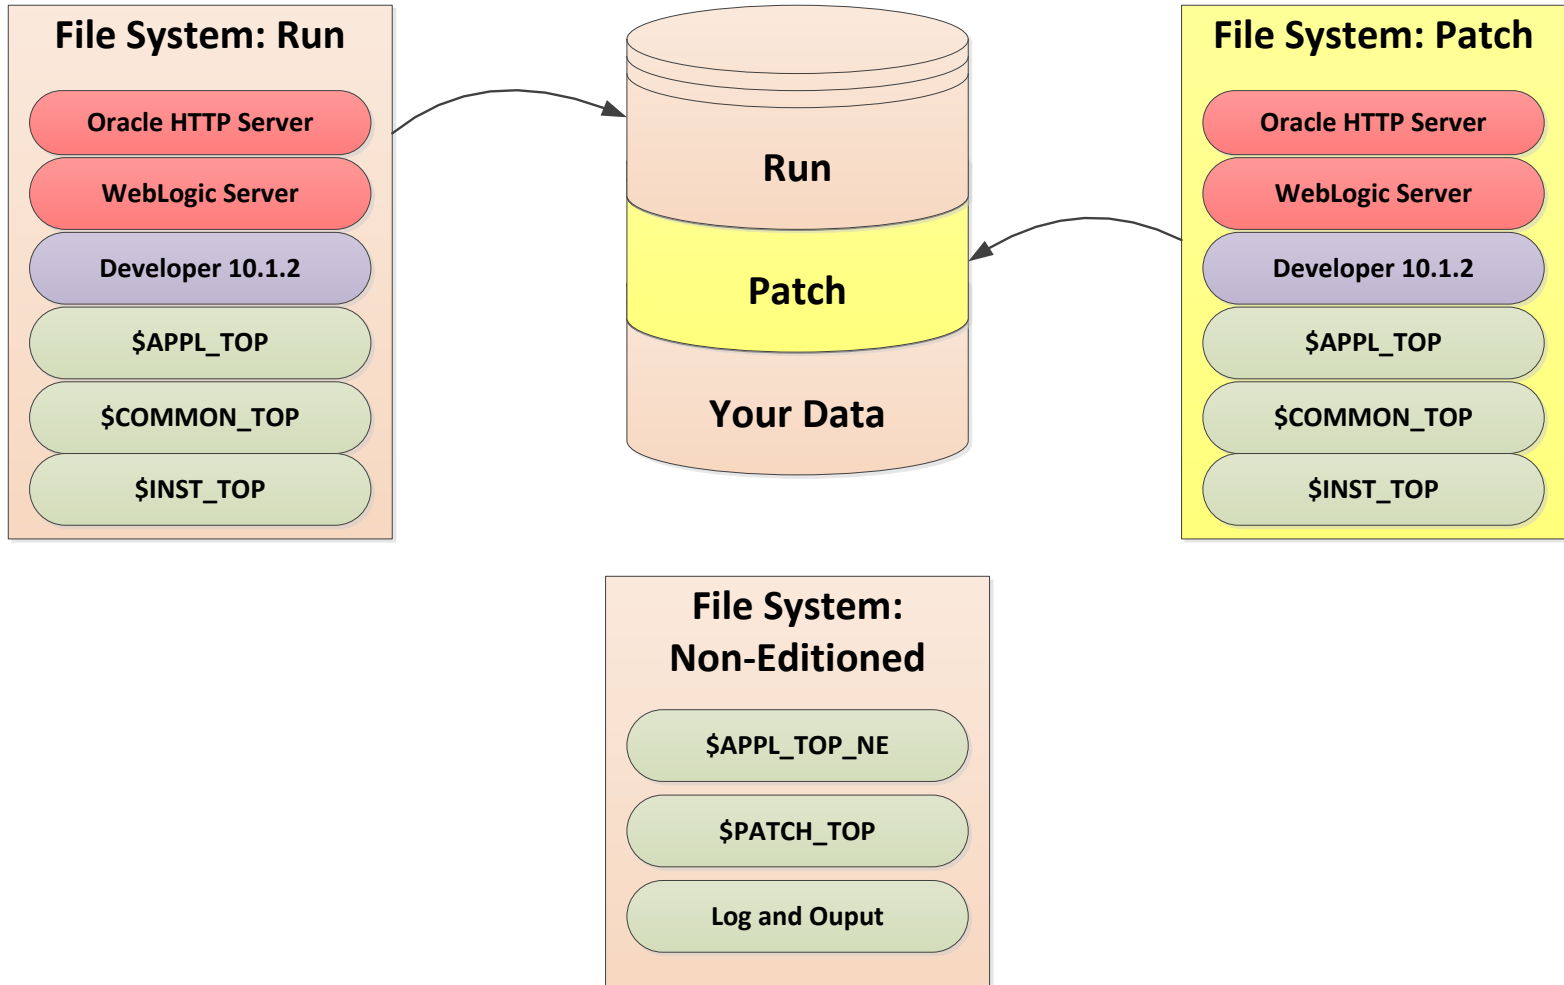 File System: Run
Oracle HTTP Server
WebLogic Server
Developer 10.1.2
$APPL_TOP
$COMMON_TOP
$INST_TOP
Run
Patch
Your Data
File System: Patch
Oracle HTTP Server
WebLogic Server
Developer 10.1.2
$APPL_TOP
$COMMON_TOP
$INST_TOP
File System:
Non-Editioned
$APPL_TOP_NE
$PATCH_TOP
Log and Ouput